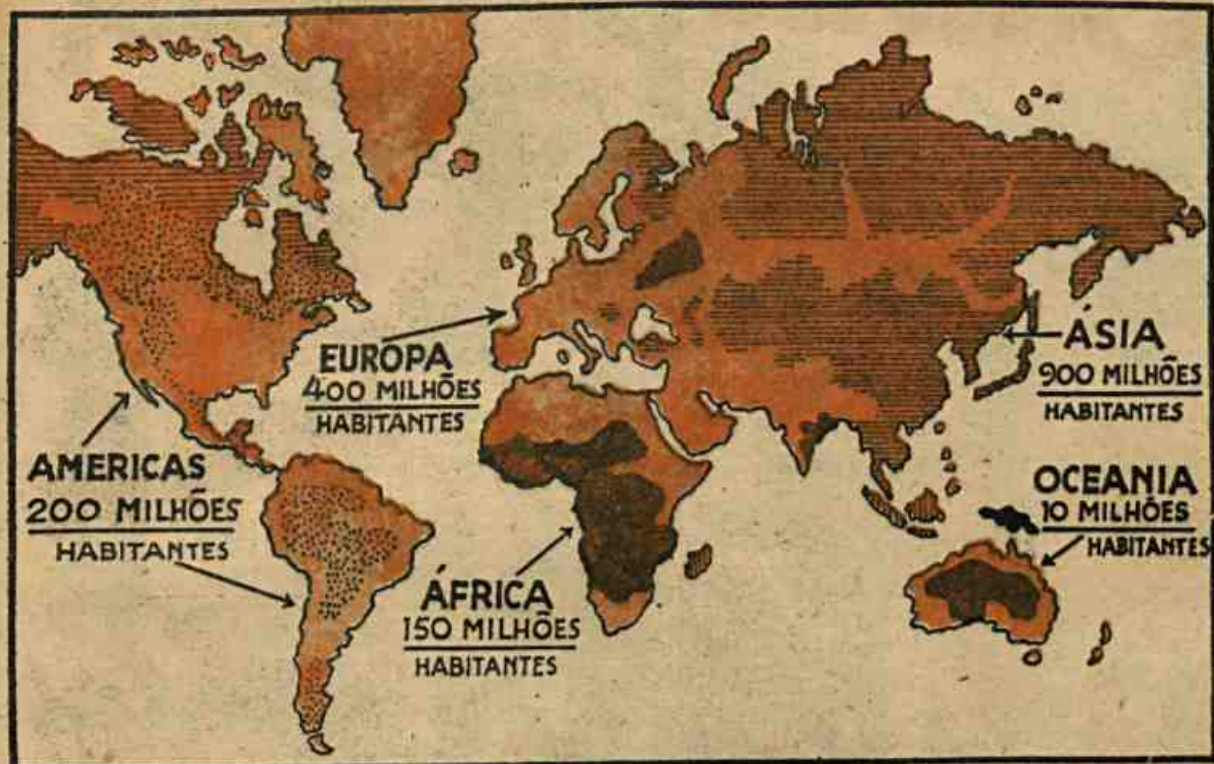 EUROPA
400 MILHÕES
HABITANTES
ÁSIA
900 MILHÕES
HABITANTES
AMERICAS
200 MILHÕES
HABITANTES
OCEANIA
10 MILHÕES
HABITANTES
ÁFRICA
150 MILHÕES
HABITANTES